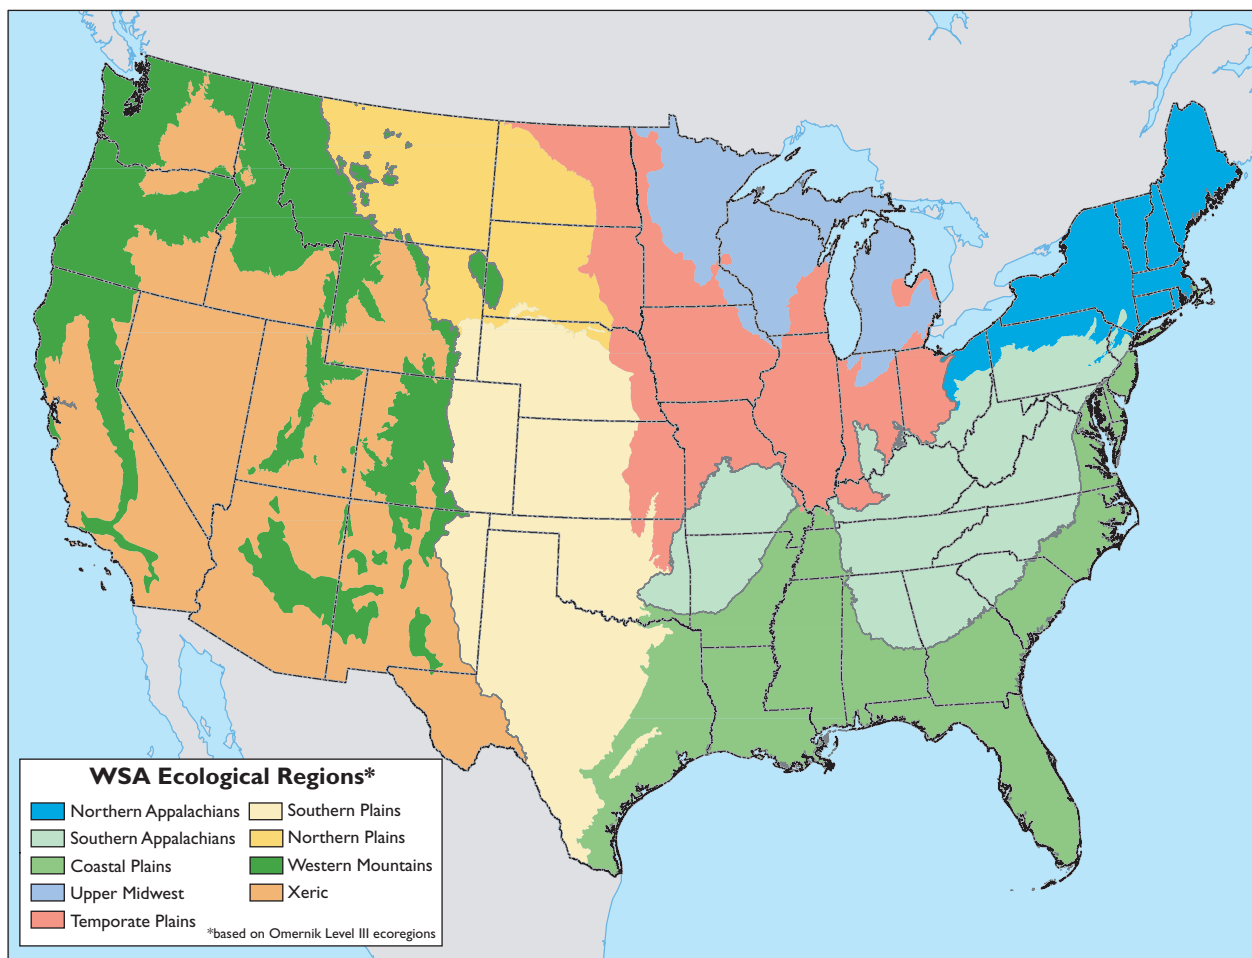 WSA Ecological Regions*
Northern Appalachians
Southern Appalachians
Coastal Plains
Upper Midwest
Temporate Plains
Southern Plains
Northern Plains
Western Mountains
Xeric
*based on Omernik Level III ecoregions